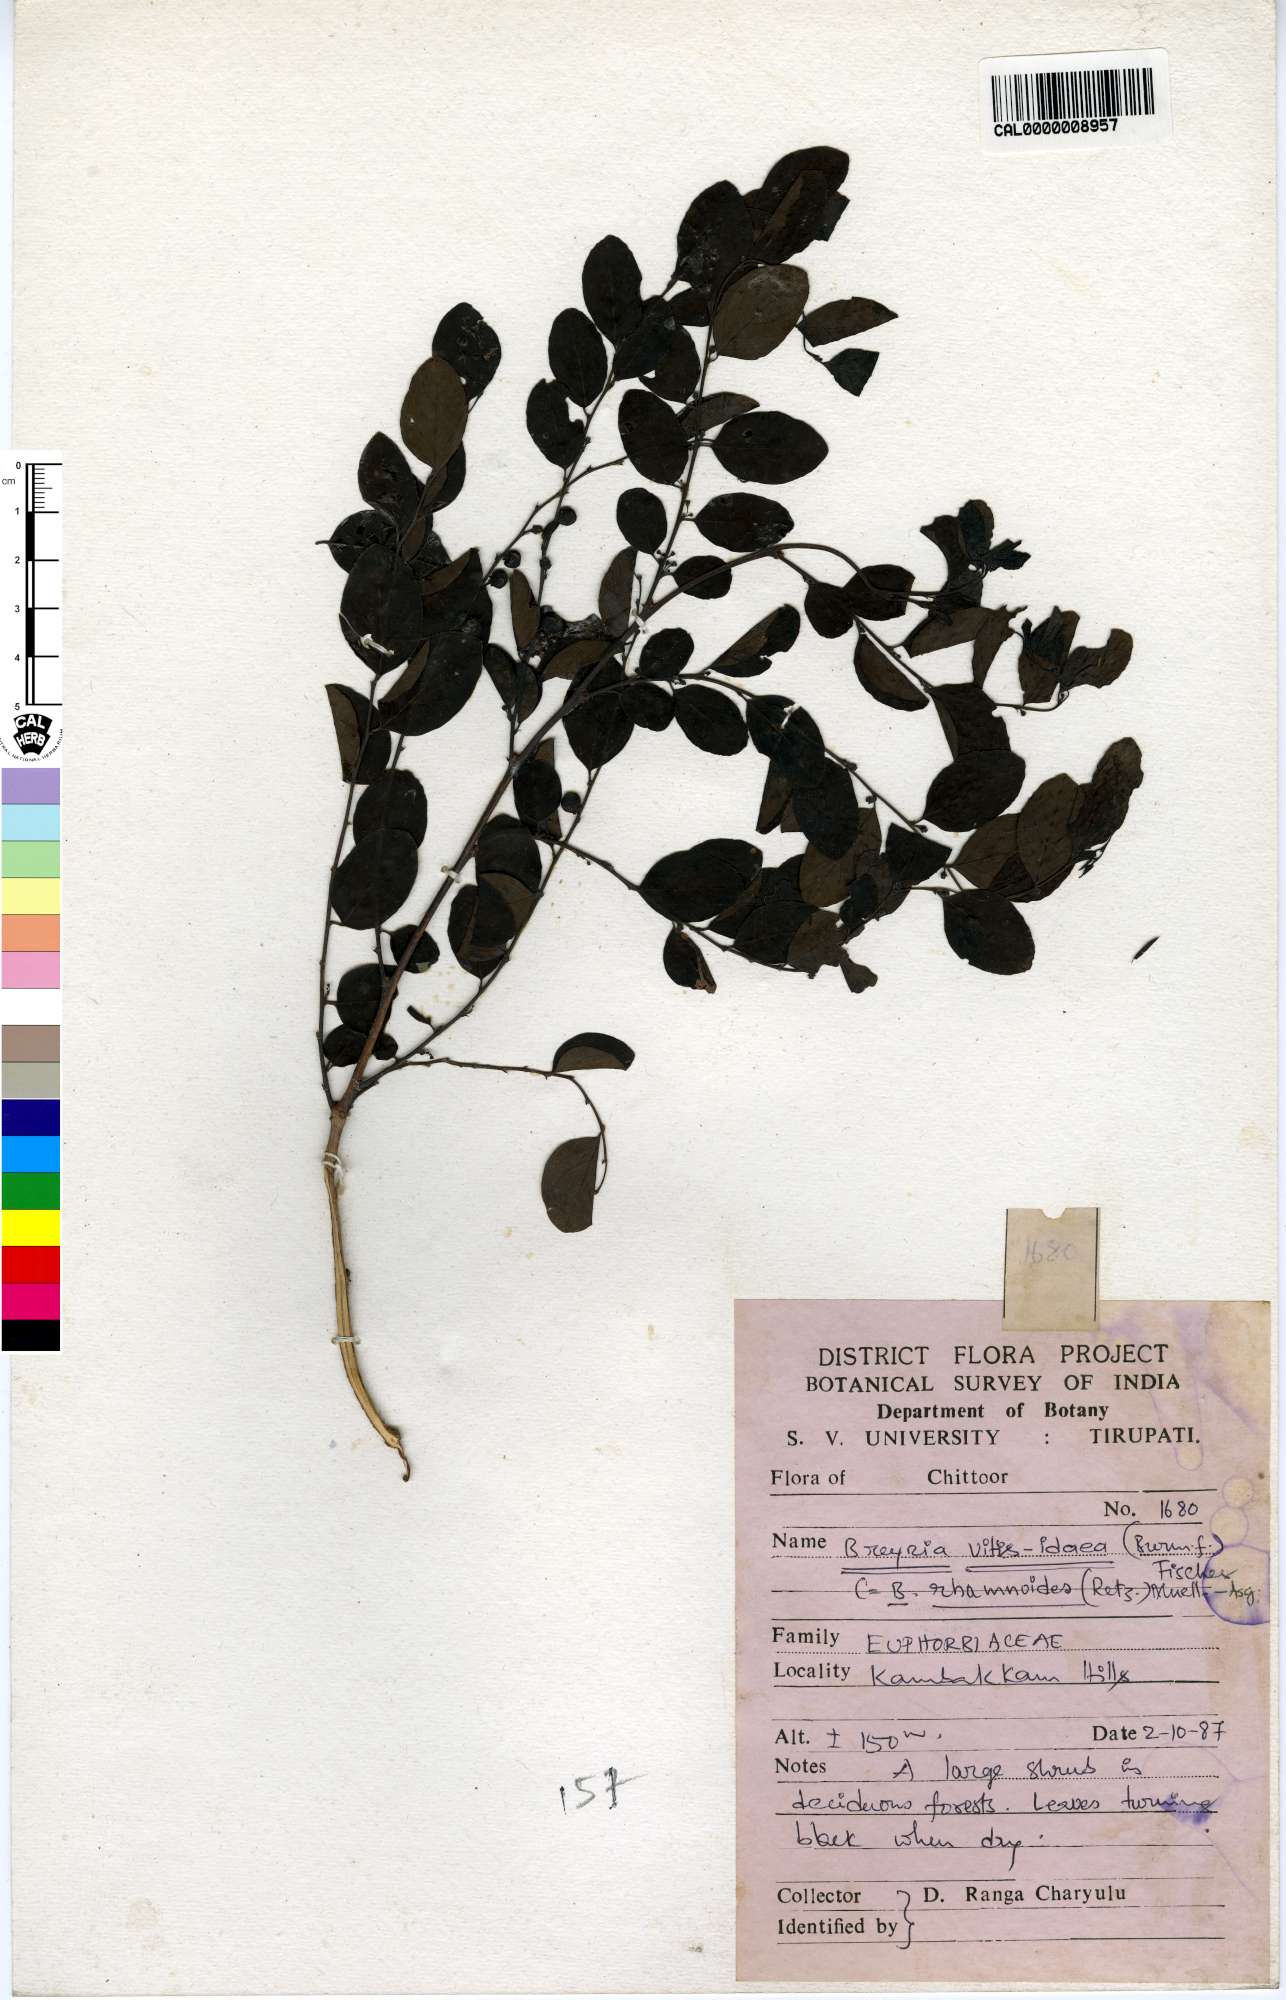 CAL0000008957
0
cm
1
2
3
4
5
CAL
HERB
1680
DISTRICT FLORA PROJECT
BOTANICAL SURVEY OF INDIA
Department of Botany
S. V. UNIVERSITY : TIRUPATI.
Flora of Chittoor
No. 1680
Name Breynia vitis-idaea (Burm.f.)
Fischer
(= B. rhamnoides (Retz.) Muell.-Arg.
Family EUPHORBIACEAE
Locality Kambakkam Hills
Alt. ± 150 m. Date 2-10-87
Notes A large shrub in
deciduous forests. Leaves turning
black when dry.
Collector } D. Ranga Charyulu
Identified by
157